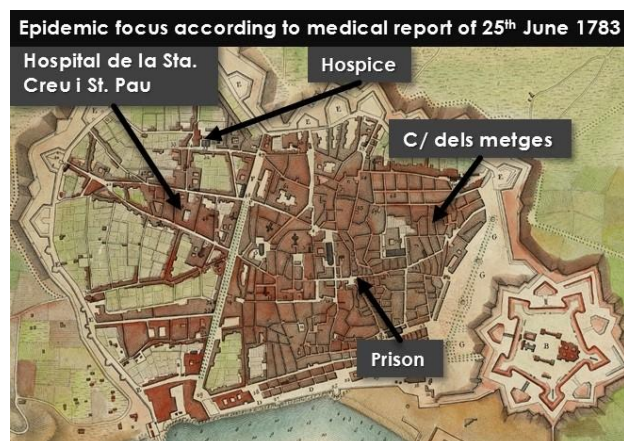 Epidemic focus according to medical report of 25th June 1783
Hospital de la Sta.
Creu i St. Pau
Hospice
C/ dels metges
Prison
E
E
E
E
G
G
G
B
D